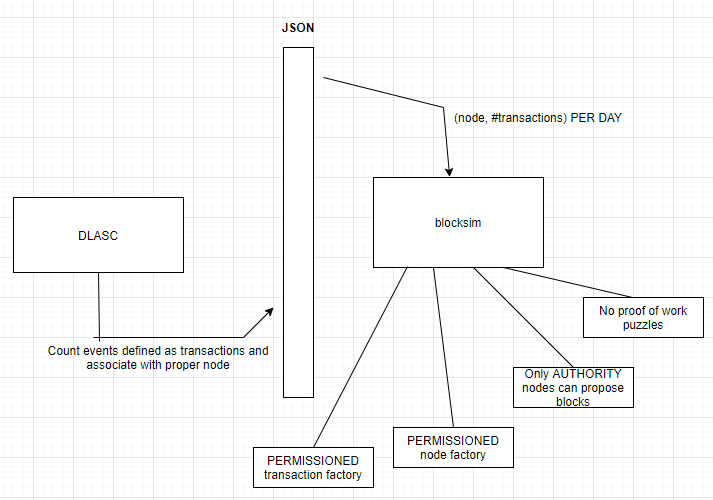 JSON
(node, #transactions) PER DAY
DLASC
blocksim
Count events defined as transactions and
associate with proper node
No proof of work
puzzles
Only AUTHORITY
nodes can propose
blocks
PERMISSIONED
node factory
PERMISSIONED
transaction factory